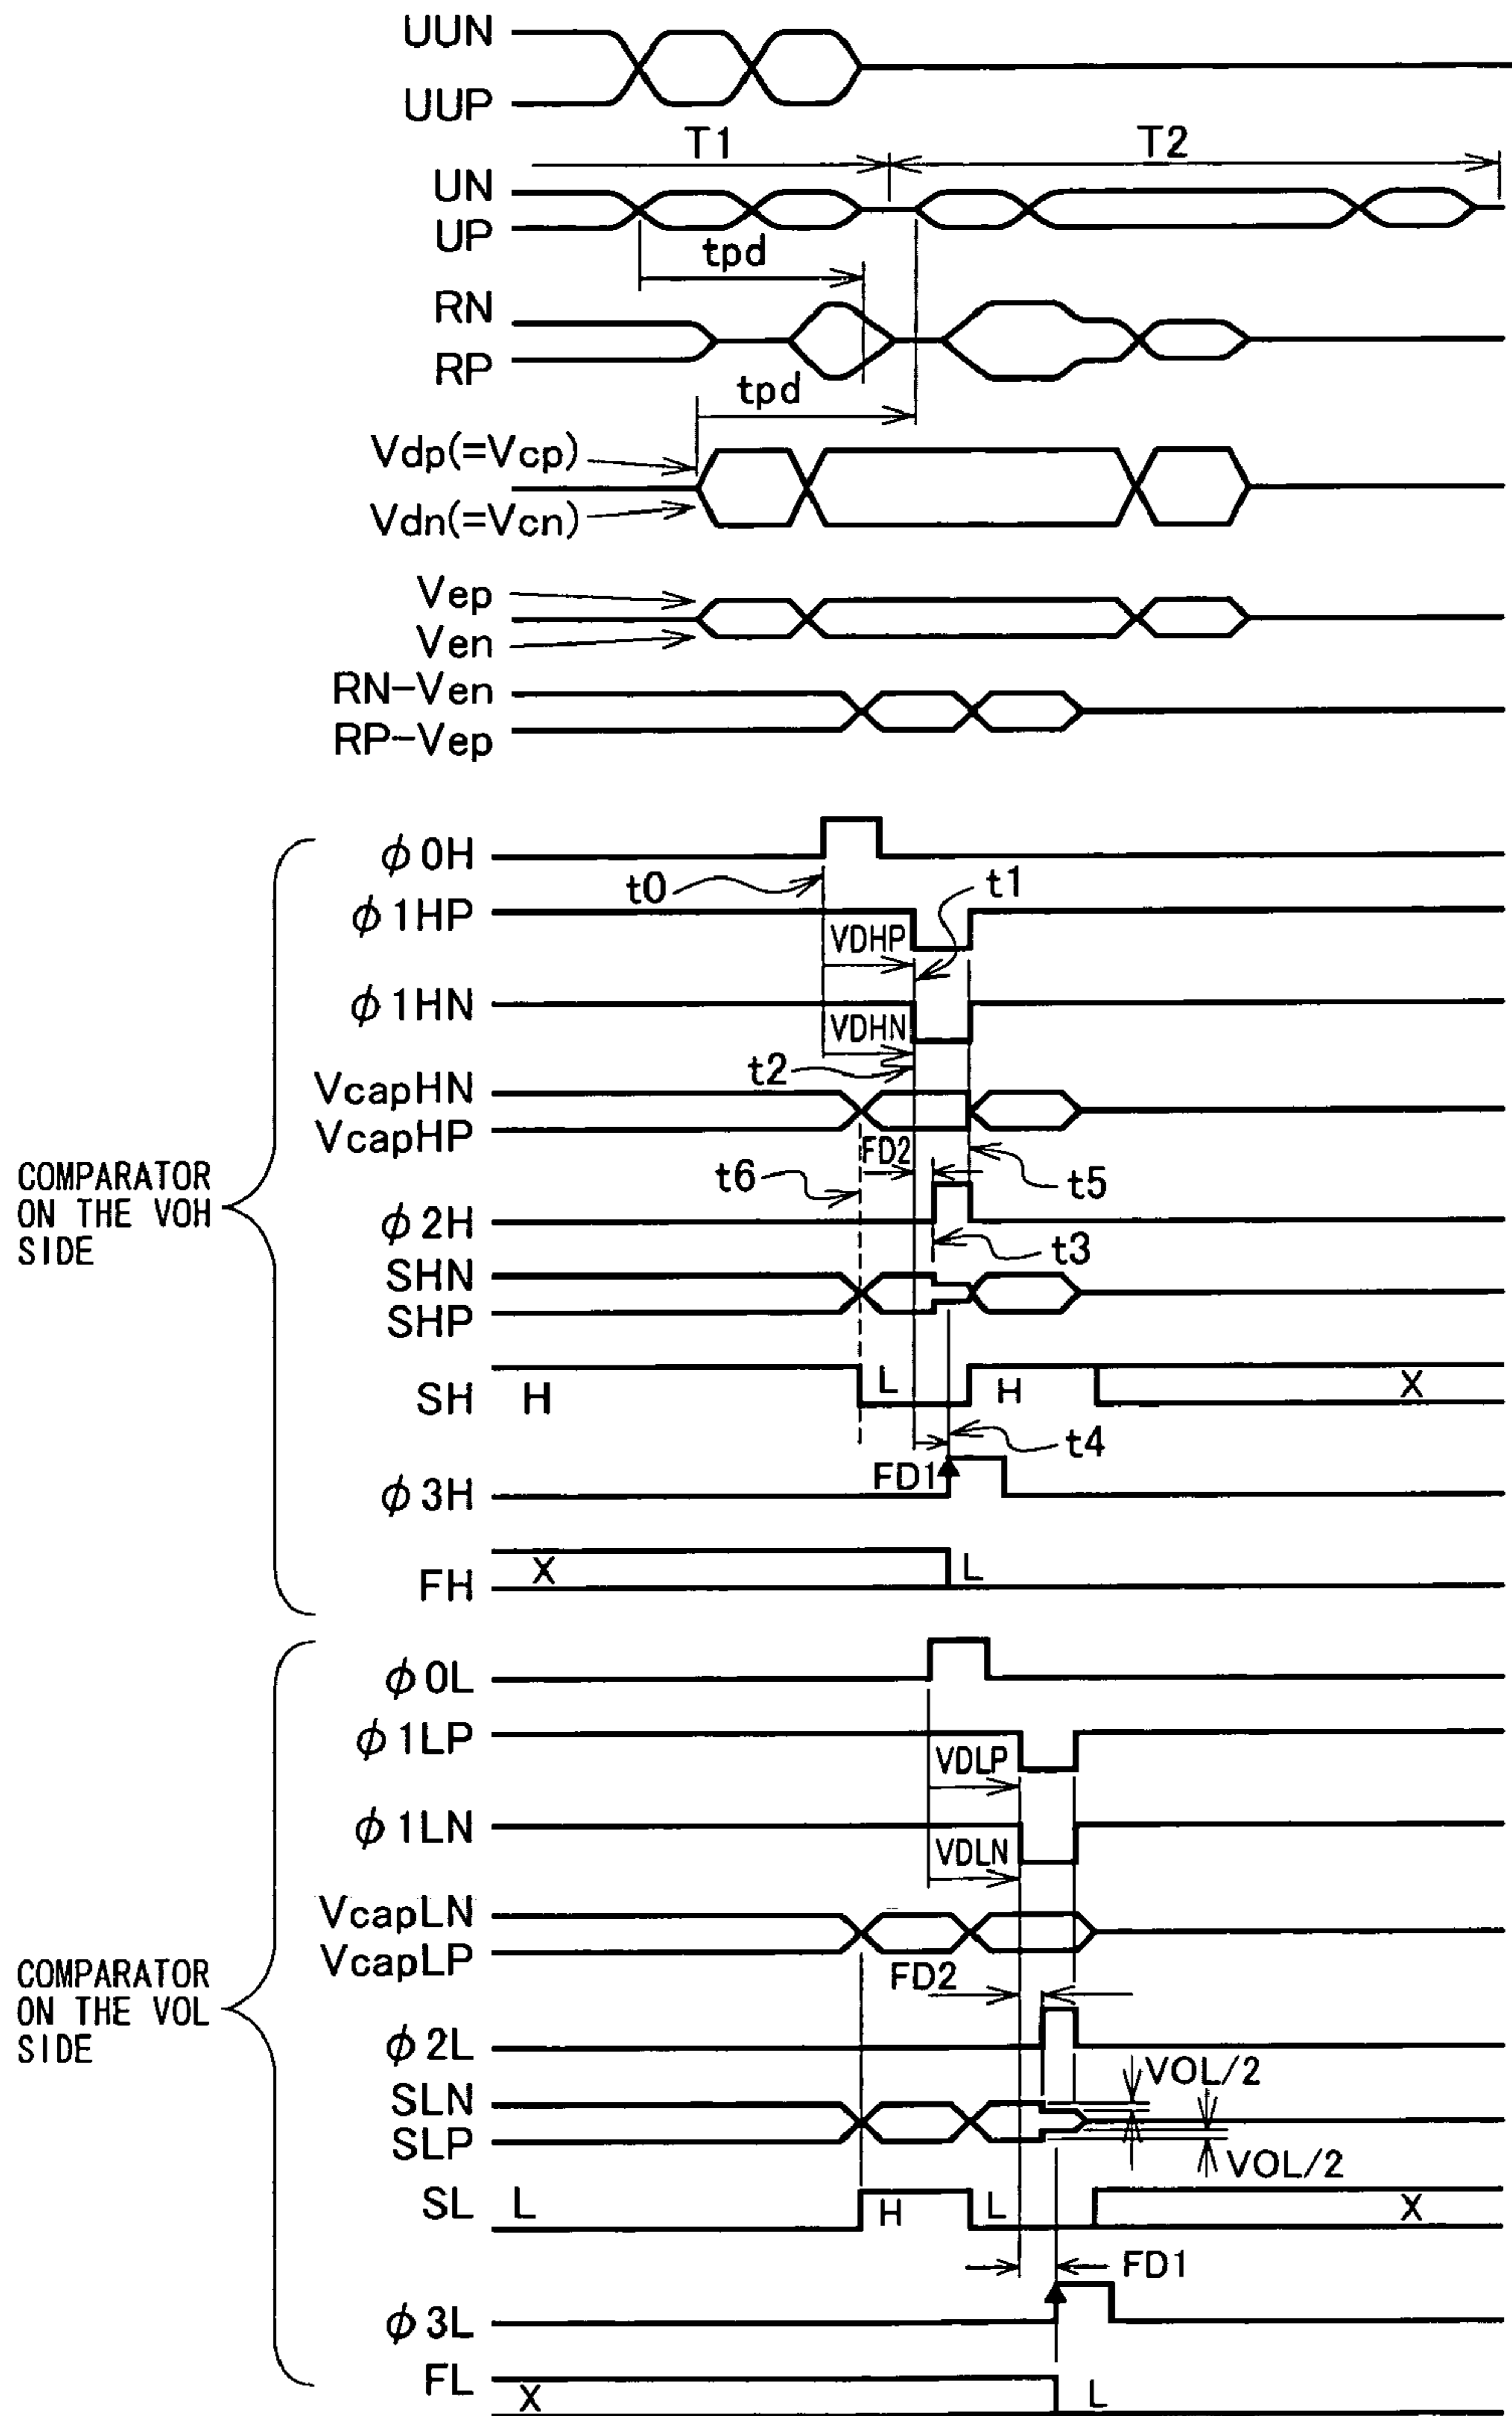 UUN
UUP
T1
T2
UN
UP
tpd
RN
RP
tpd
Vdp(=Vcp)
Vdn(=Vcn)
Vep
Ven
RN-Ven
RP-Vep
COMPARATOR
ON THE VOH
SIDE
φ0H
t0
t1
φ1HP
VDHP
φ1HN
VDHN
t2
VcapHN
VcapHP
FD2
t6
t5
φ2H
t3
SHN
SHP
SH H L H X
t4
FD1
φ3H
FH X L
COMPARATOR
ON THE VOL
SIDE
φ0L
φ1LP
VDLP
φ1LN
VDLN
VcapLN
VcapLP
FD2
φ2L
VOL/2
SLN
SLP
VOL/2
SL L H L X
FD1
φ3L
FL X L